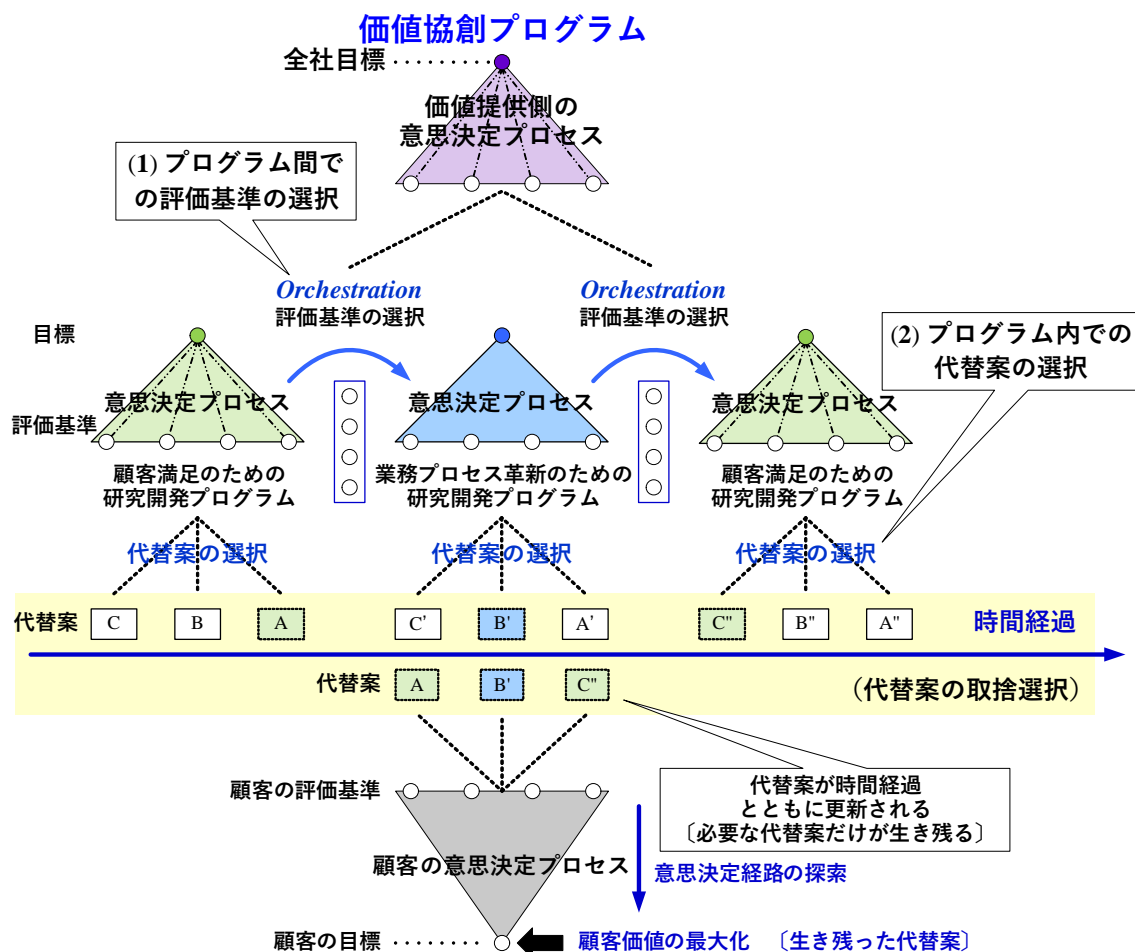 価値協創プログラム
全社目標
価値提供側の
意思決定プロセス
(1) プログラム間で
の評価基準の選択
Orchestration
評価基準の選択
Orchestration
評価基準の選択
(2) プログラム内での
代替案の選択
目標
評価基準
意思決定プロセス
意思決定プロセス
意思決定プロセス
顧客満足のための
研究開発プログラム
業務プロセス革新のための
研究開発プログラム
顧客満足のための
研究開発プログラム
代替案の選択
代替案の選択
代替案の選択
代替案 C B A C' B' A' C" B" A" 時間経過
代替案 A B' C" (代替案の取捨選択)
顧客の評価基準
代替案が時間経過
とともに更新される
〔必要な代替案だけが生き残る〕
顧客の意思決定プロセス
意思決定経路の探索
顧客の目標
顧客価値の最大化 〔生き残った代替案〕